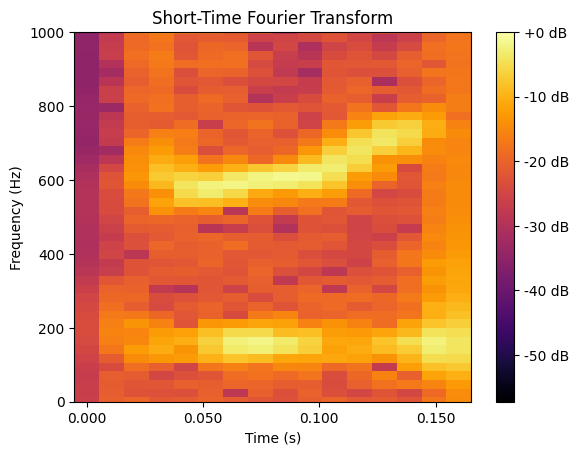 Short-Time Fourier Transform
Frequency (Hz)
1000
800
600
400
200
0
0.000
0.050
0.100
0.150
Time (s)
+0 dB
-10 dB
-20 dB
-30 dB
-40 dB
-50 dB